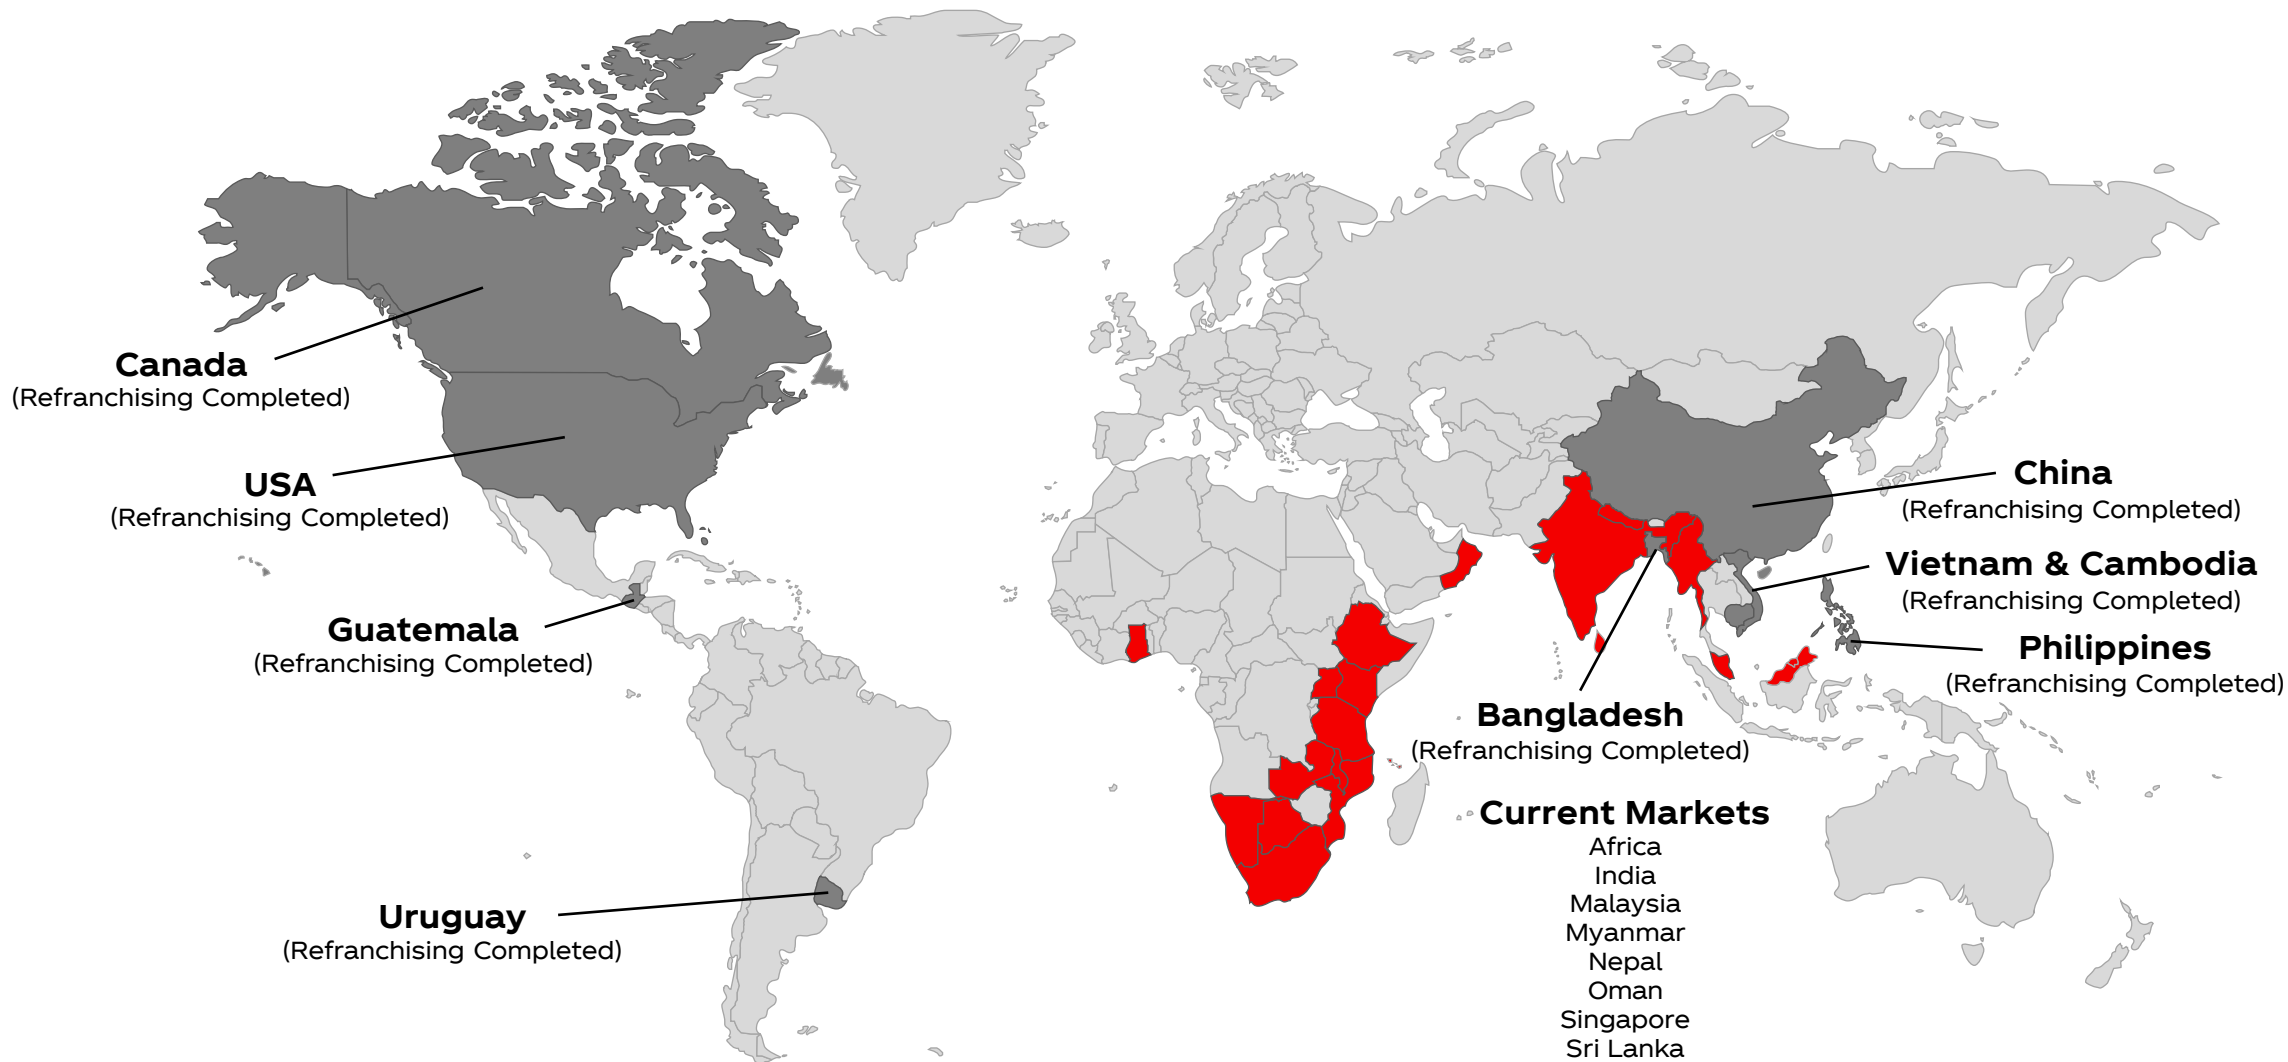 Canada
(Refranchising Completed)
USA
(Refranchising Completed)
Guatemala
(Refranchising Completed)
Uruguay
(Refranchising Completed)
China
(Refranchising Completed)
Vietnam & Cambodia
(Refranchising Completed)
Philippines
(Refranchising Completed)
Bangladesh
(Refranchising Completed)
Current Markets
Africa
India
Malaysia
Myanmar
Nepal
Oman
Singapore
Sri Lanka